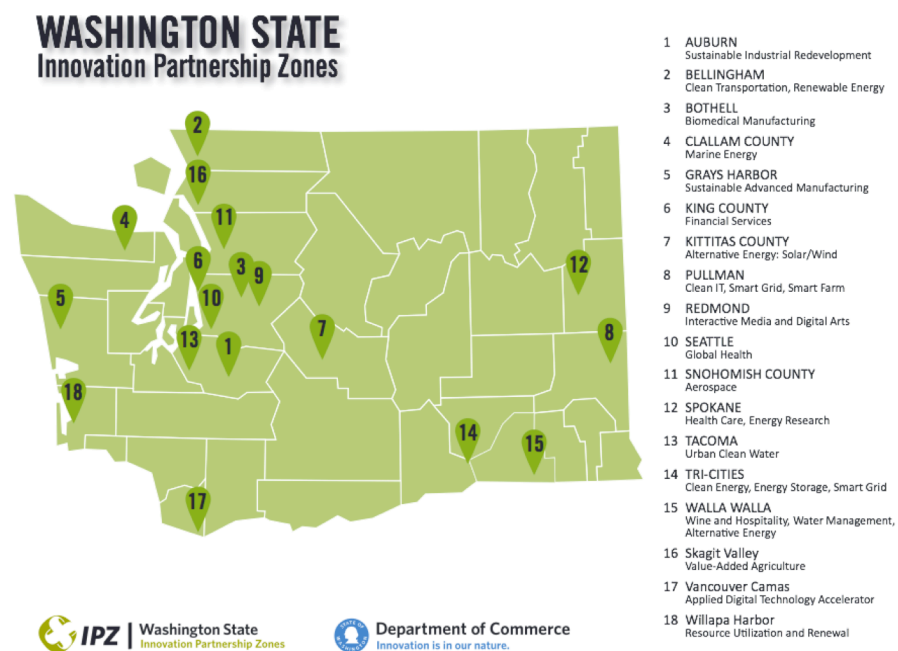 WASHINGTON STATE
Innovation Partnership Zones
1 AUBURN
Sustainable Industrial Redevelopment
2 BELLINGHAM
Clean Transportation, Renewable Energy
3 BOTHELL
Biomedical Manufacturing
4 CLALLAM COUNTY
Marine Energy
5 GRAYS HARBOR
Sustainable Advanced Manufacturing
6 KING COUNTY
Financial Services
7 KITTITAS COUNTY
Alternative Energy: Solar/Wind
8 PULLMAN
Clean IT, Smart Grid, Smart Farm
9 REDMOND
Interactive Media and Digital Arts
10 SEATTLE
Global Health
11 SNOHOMISH COUNTY
Aerospace
12 SPOKANE
Health Care, Energy Research
13 TACOMA
Urban Clean Water
14 TRI-CITIES
Clean Energy, Energy Storage, Smart Grid
15 WALLA WALLA
Wine and Hospitality, Water Management,
Alternative Energy
16 Skagit Valley
Value-Added Agriculture
17 Vancouver Camas
Applied Digital Technology Accelerator
18 Willapa Harbor
Resource Utilization and Renewal
2
16
4
11
6
3
9
12
5
10
7
8
13
1
18
14
15
17
IPZ
Washington State
Innovation Partnership Zones
STATE OF
WASHINGTON
Department of Commerce
Innovation is in our nature.